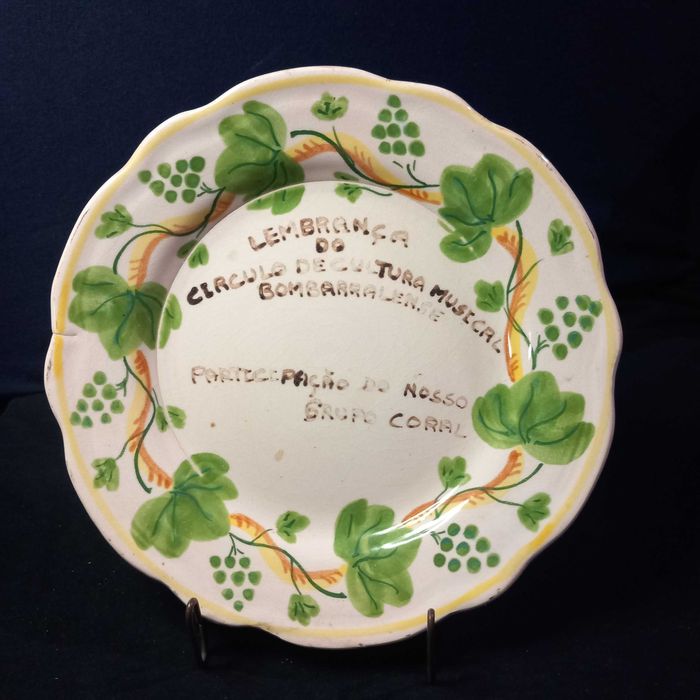 LEMBRANÇA
DO
CIRCULO DE CULTURA MUSICAL
BOMBARRALENSE
PARTICIPAÇÃO DO NOSSO
GRUPO CORAL